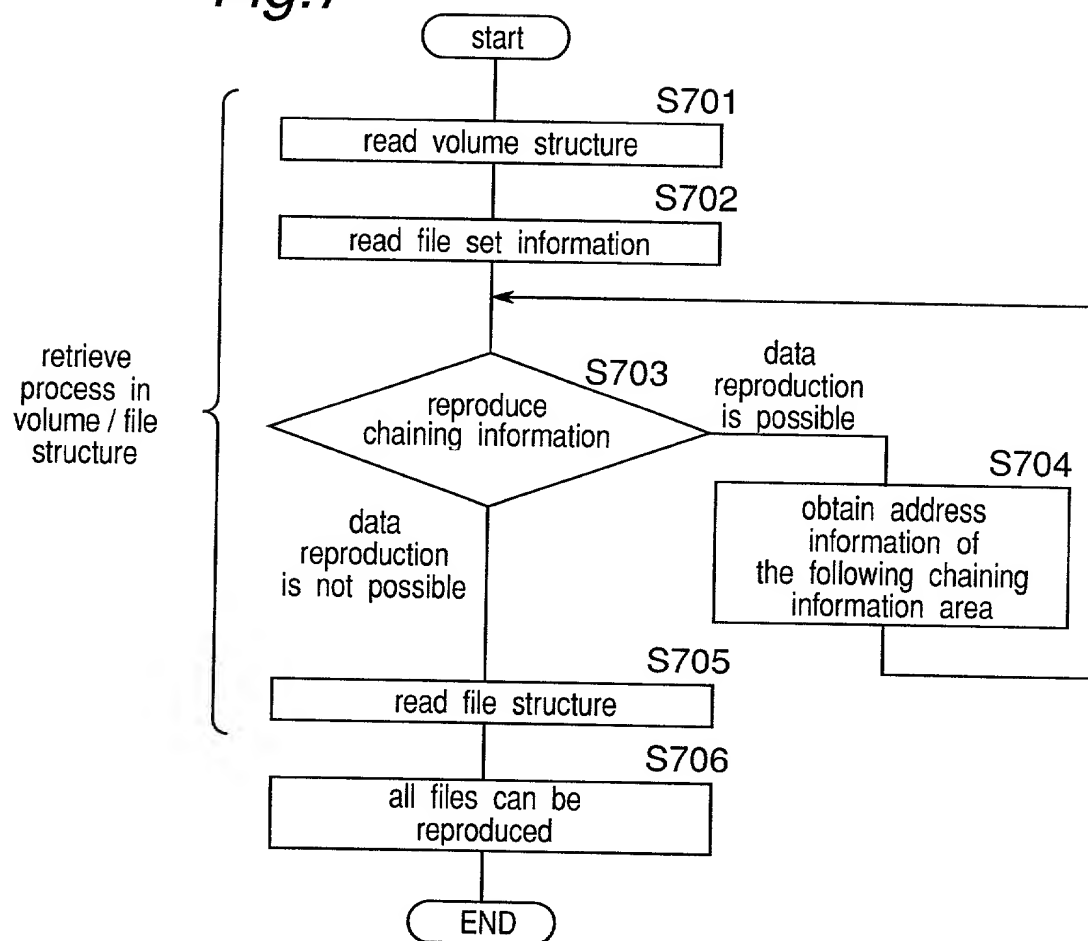 Fig.7
start
S701
read volume structure
S702
read file set information
retrieve
process in
volume / file
structure
S703
reproduce
chaining information
data
reproduction
is possible
S704
obtain address
information of
the following chaining
information area
data
reproduction
is not possible
S705
read file structure
S706
all files can be
reproduced
END